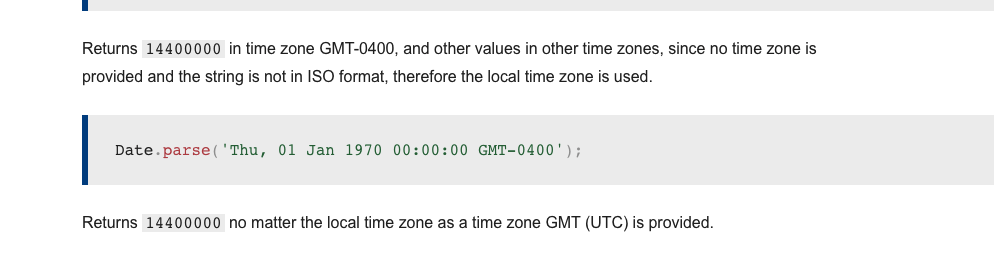 Returns 14400000 in time zone GMT-0400, and other values in other time zones, since no time zone is
provided and the string is not in ISO format, therefore the local time zone is used.
Date.parse('Thu, 01 Jan 1970 00:00:00 GMT-0400');
Returns 14400000 no matter the local time zone as a time zone GMT (UTC) is provided.